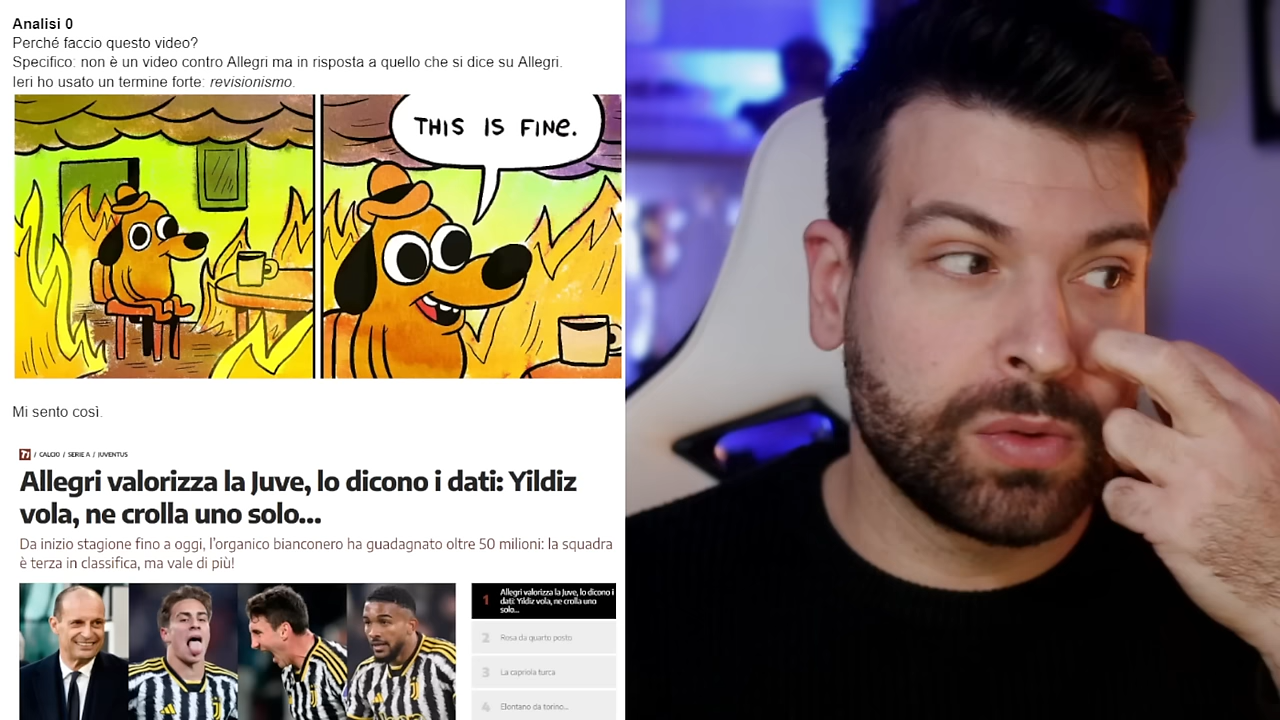 Analisi 0
Perché faccio questo video?
Specifico: non è un video contro Allegri ma in risposta a quello che si dice su Allegri.
Ieri ho usato un termine forte: revisionismo.
THIS IS FINE.
Mi sento così.
/ CALCIO / SERIE A / JUVENTUS
Allegri valorizza la Juve, lo dicono i dati: Yildiz
vola, ne crolla uno solo...
Da inizio stagione fino a oggi, l'organico bianconero ha guadagnato oltre 50 milioni: la squadra
è terza in classifica, ma vale di più!
1 Allegri valorizza la Juve, lo dicono i
dati: Yildiz vola, ne crolla uno
solo...
2 Rosa da quarto posto
3 La capriola turca
4 Elontano da torino...